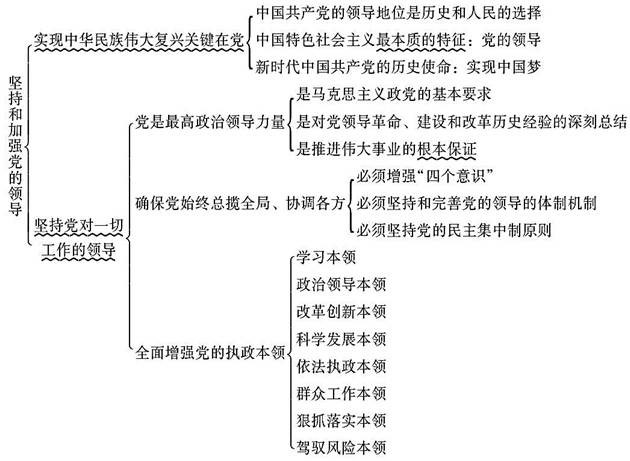 坚持和加强党的领导
实现中华民族伟大复兴关键在党
中国共产党的领导地位是历史和人民的选择
中国特色社会主义最本质的特征：党的领导
新时代中国共产党的历史使命：实现中国梦
坚持党对一切
工作的领导
党是最高政治领导力量
是马克思主义政党的基本要求
是对党领导革命、建设和改革历史经验的深刻总结
是推进伟大事业的根本保证
确保党始终总揽全局、协调各方
必须增强“四个意识”
必须坚持和完善党的领导的体制机制
必须坚持党的民主集中制原则
全面增强党的执政本领
学习本领
政治领导本领
改革创新本领
科学发展本领
依法执政本领
群众工作本领
狠抓落实本领
驾驭风险本领